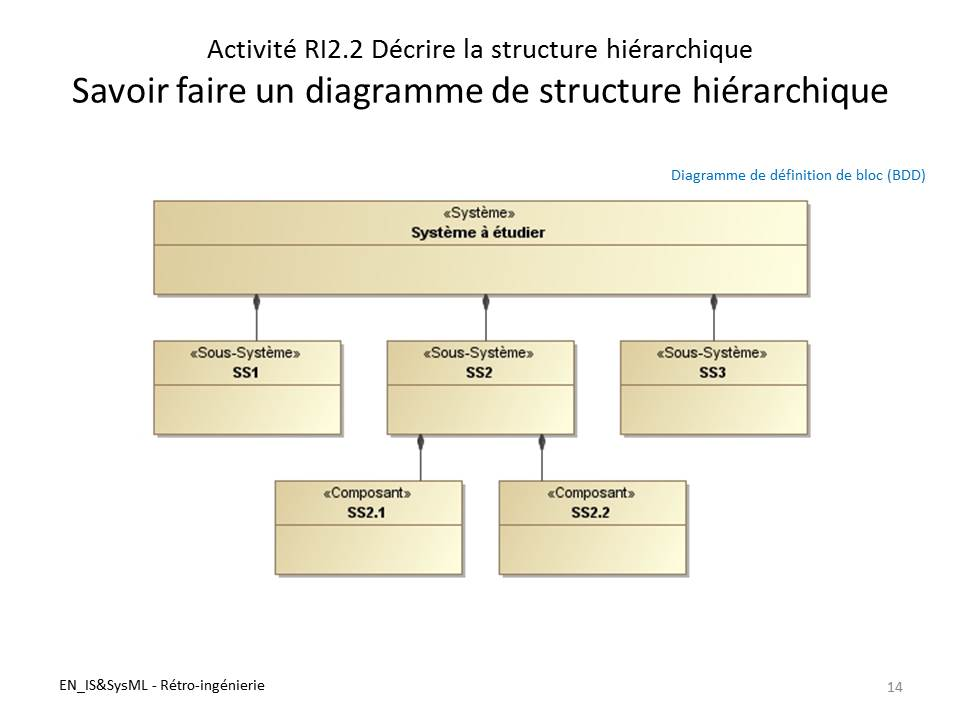 Activité RI2.2 Décrire la structure hiérarchique
Savoir faire un diagramme de structure hiérarchique
Diagramme de définition de bloc (BDD)
«Système»
Système à étudier
«Sous-Système»
SS1
«Sous-Système»
SS2
«Sous-Système»
SS3
«Composant»
SS2.1
«Composant»
SS2.2
EN_IS&SysML - Rétro-ingénierie
14